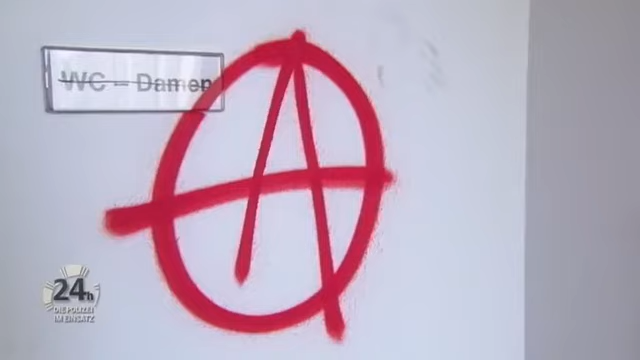 WC – Damen
A
24h
DIE POLIZEI
IM EINSATZ